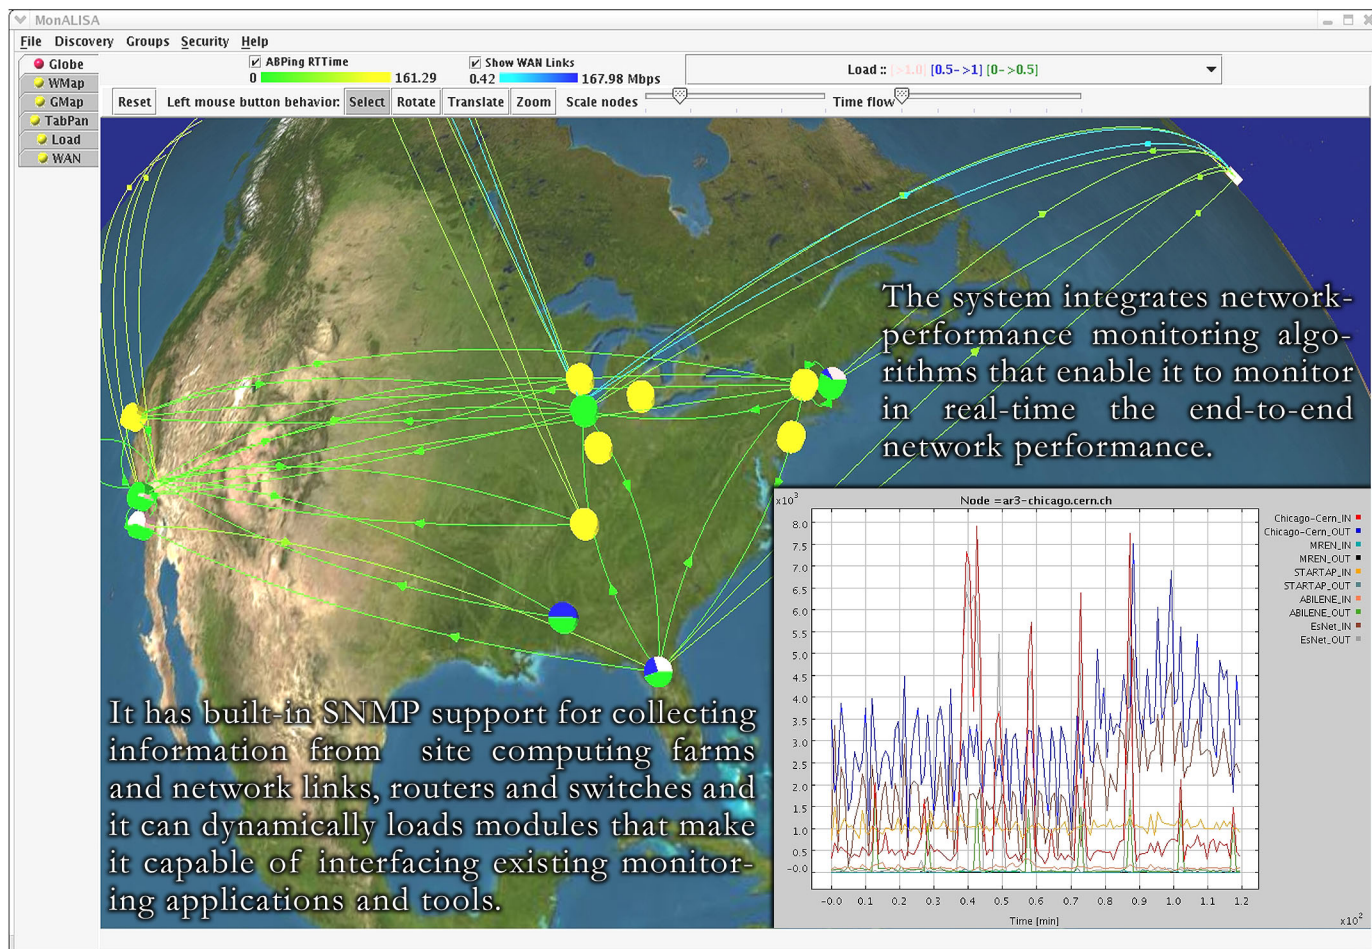 MonALISA
File Discovery Groups Security Help
Globe
WMap
GMap
TabPan
Load
WAN
ABPing RTTime
0 161.29
Show WAN Links
0.42 167.98 Mbps
Load :: [>1.0] [0.5->1] [0->0.5]
Reset Left mouse button behavior: Select Rotate Translate Zoom Scale nodes Time flow
The system integrates network-
performance monitoring algo-
rithms that enable it to monitor
in real-time the end-to-end
network performance.
It has built-in SNMP support for collecting
information from site computing farms
and network links, routers and switches and
it can dynamically loads modules that make
it capable of interfacing existing monitor-
ing applications and tools.
x10³
Node =ar3-chicago.cern.ch
8.0
7.5
7.0
6.5
6.0
5.5
5.0
4.5
4.0
3.5
3.0
2.5
2.0
1.5
1.0
0.5
-0.0
-0.0 0.1 0.2 0.3 0.4 0.5 0.6 0.7 0.8 0.9 1.0 1.1 1.2
Time [min]
x10²
Chicago-Cern_IN
Chicago-Cern_OUT
MREN_IN
MREN_OUT
STARTAP_IN
STARTAP_OUT
ABILENE_IN
ABILENE_OUT
EsNet_IN
EsNet_OUT